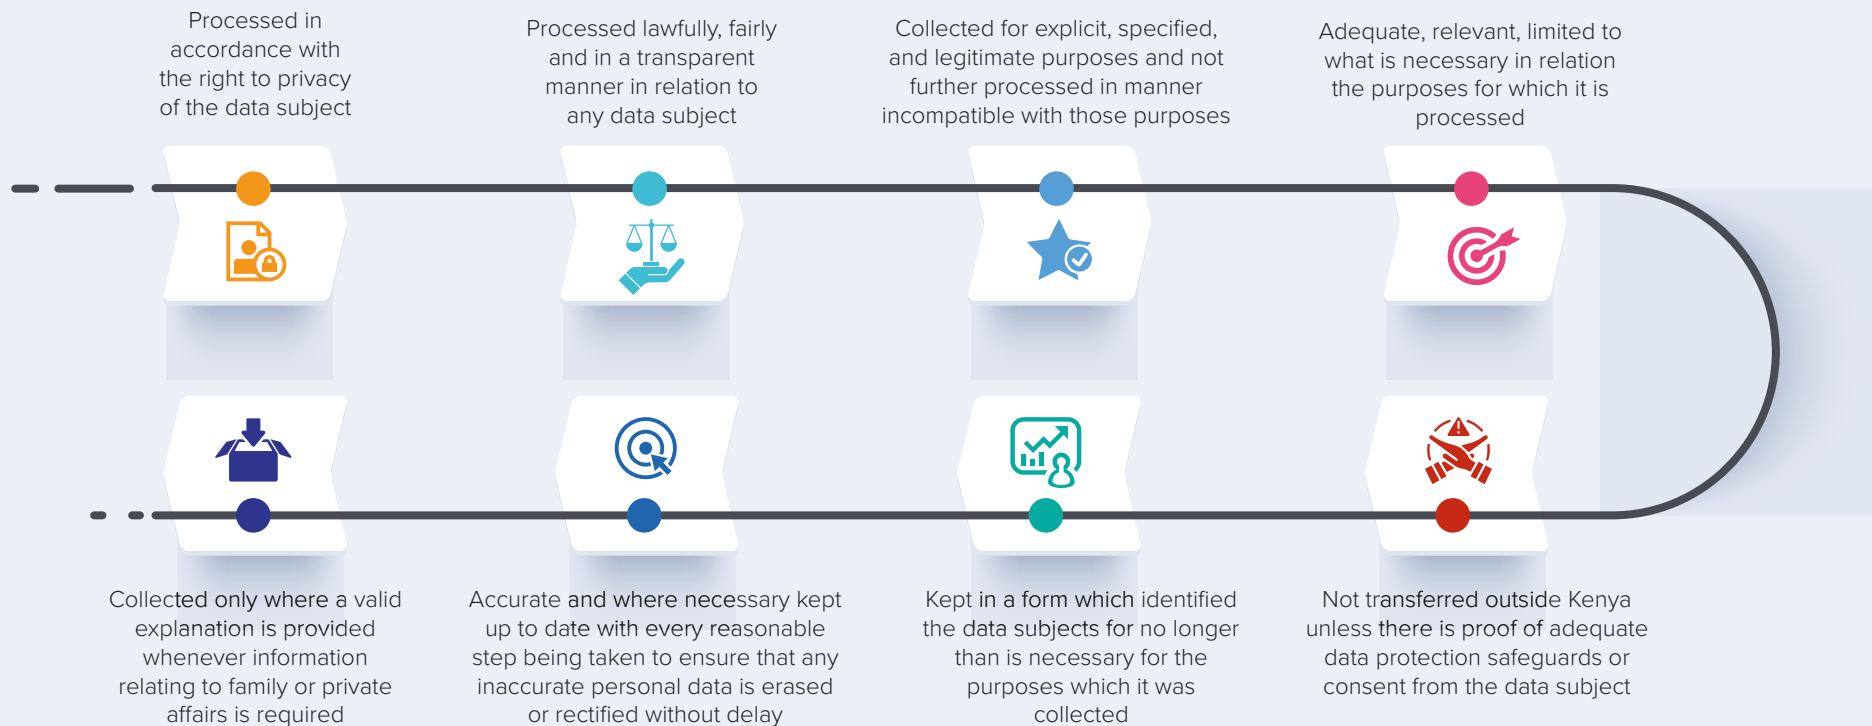 Processed in
accordance with
the right to privacy
of the data subject
Processed lawfully, fairly
and in a transparent
manner in relation to
any data subject
Collected for explicit, specified,
and legitimate purposes and not
further processed in manner
incompatible with those purposes
Adequate, relevant, limited to
what is necessary in relation
the purposes for which it is
processed
Collected only where a valid
explanation is provided
whenever information
relating to family or private
affairs is required
Accurate and where necessary kept
up to date with every reasonable
step being taken to ensure that any
inaccurate personal data is erased
or rectified without delay
Kept in a form which identified
the data subjects for no longer
than is necessary for the
purposes which it was
collected
Not transferred outside Kenya
unless there is proof of adequate
data protection safeguards or
consent from the data subject